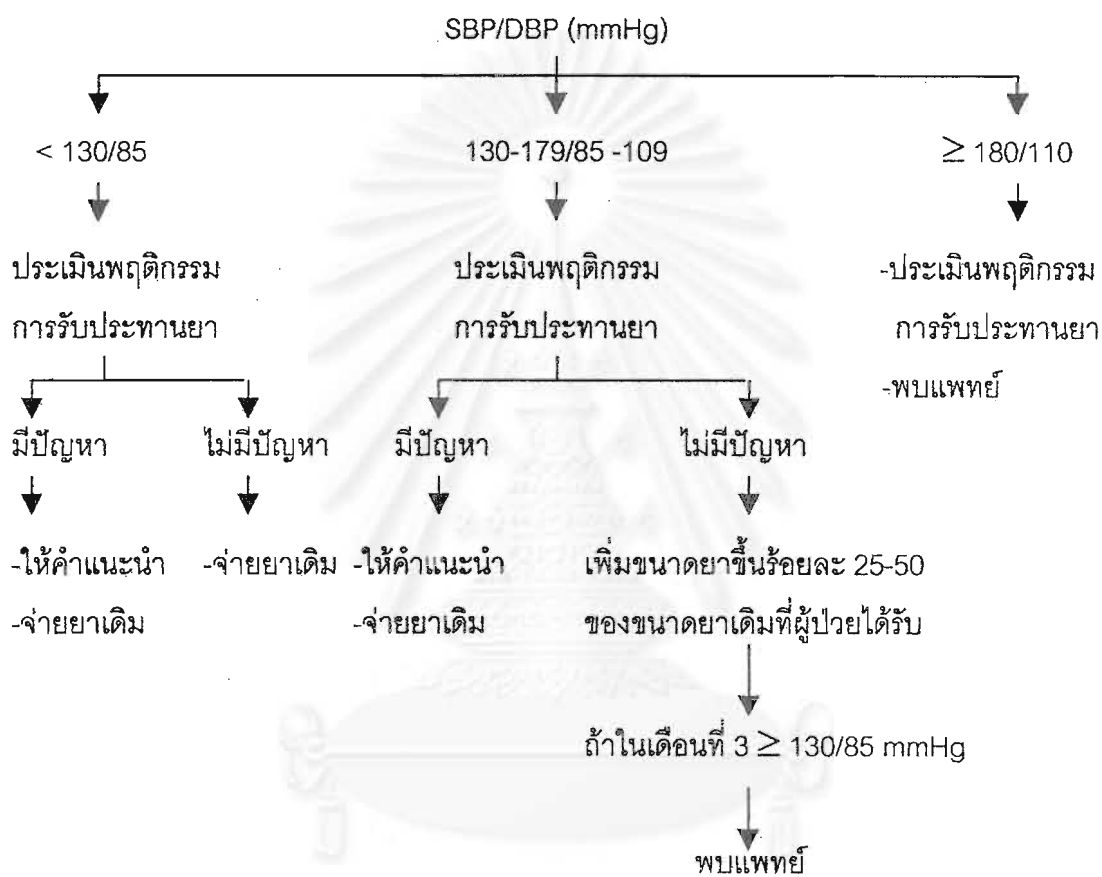 SBP/DBP (mmHg)
< 130/85
130-179/85 -109
≥ 180/110
ประเมินพฤติกรรม
การรับประทานยา
ประเมินพฤติกรรม
การรับประทานยา
-ประเมินพฤติกรรม
การรับประทานยา
-พบแพทย์
มีปัญหา
ไม่มีปัญหา
มีปัญหา
ไม่มีปัญหา
-ให้คำแนะนำ
-จ่ายยาเดิม
-จ่ายยาเดิม
-ให้คำแนะนำ
-จ่ายยาเดิม
เพิ่มขนาดยาขึ้นร้อยละ 25-50
ของขนาดยาเดิมที่ผู้ป่วยได้รับ
ถ้าในเดือนที่ 3 ≥ 130/85 mmHg
พบแพทย์